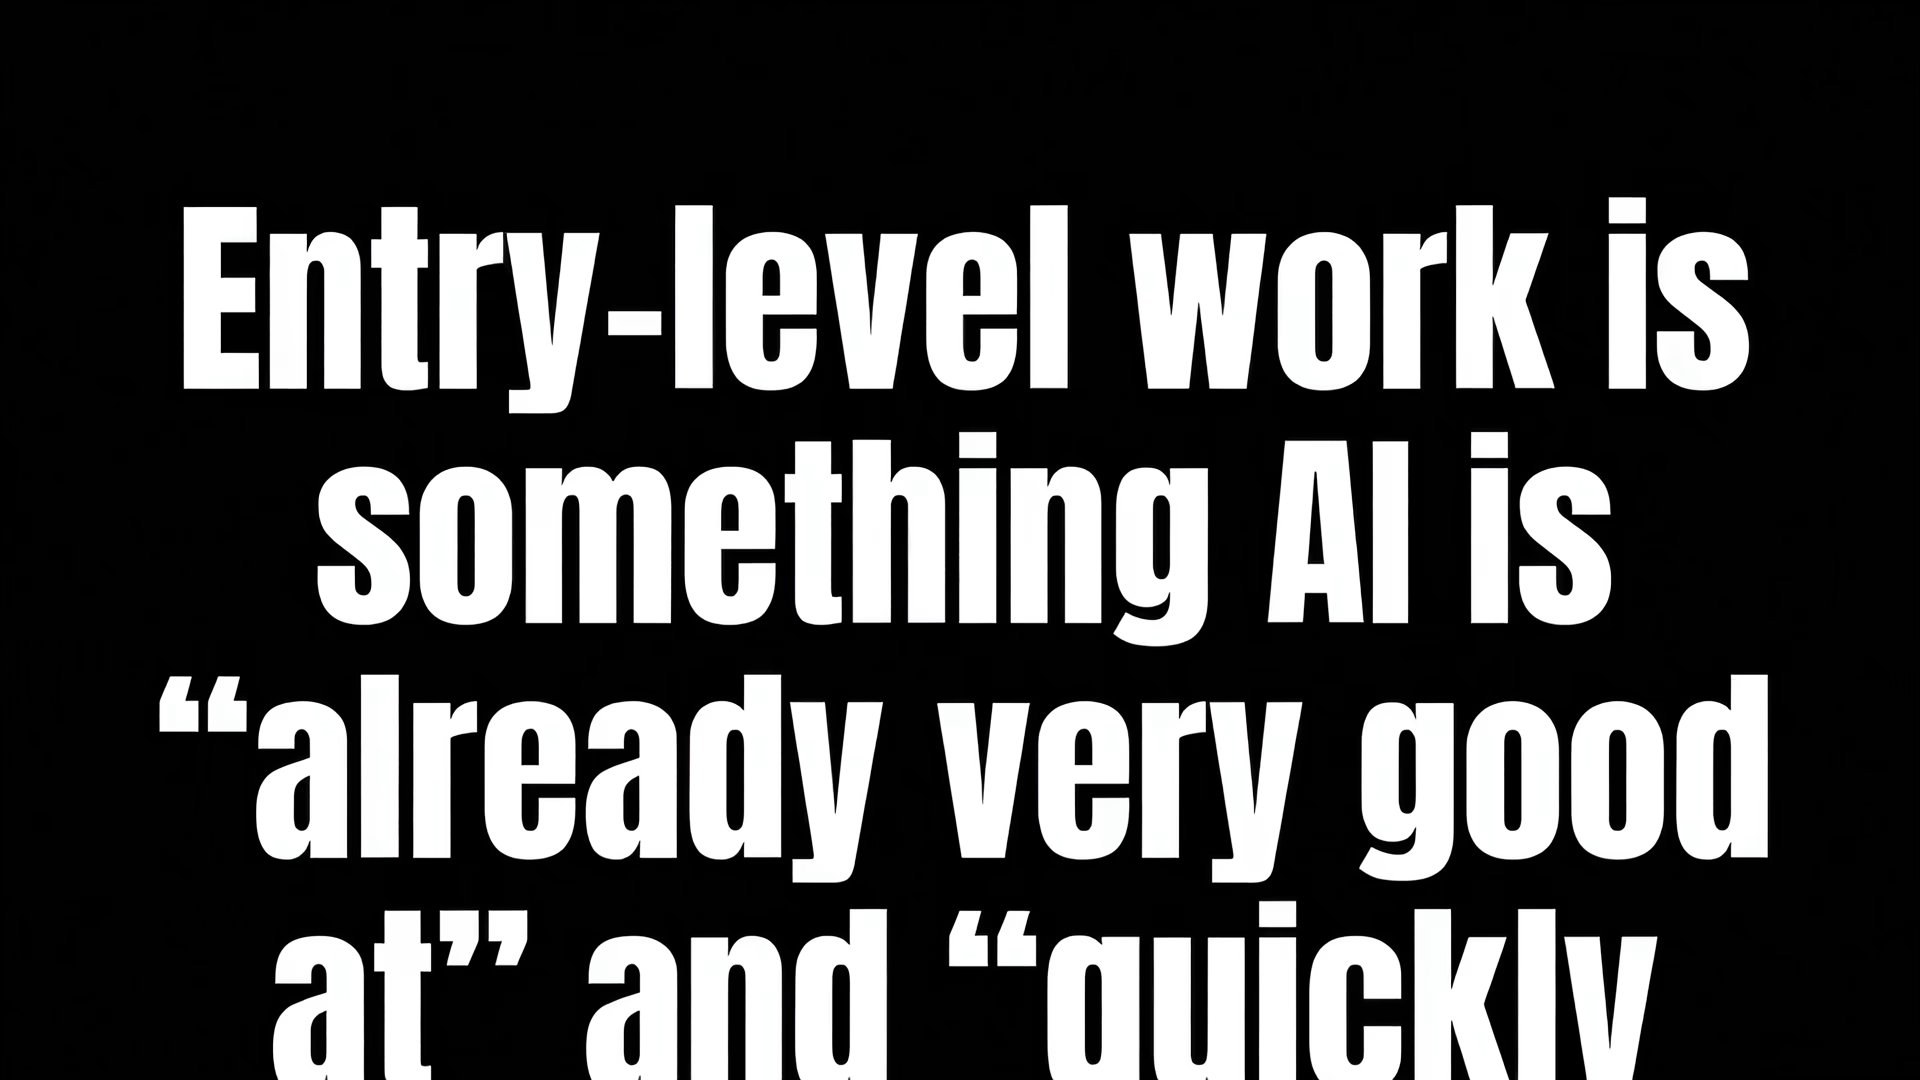 Entry-level work is
something AI is
“already very good
at” and “quickly